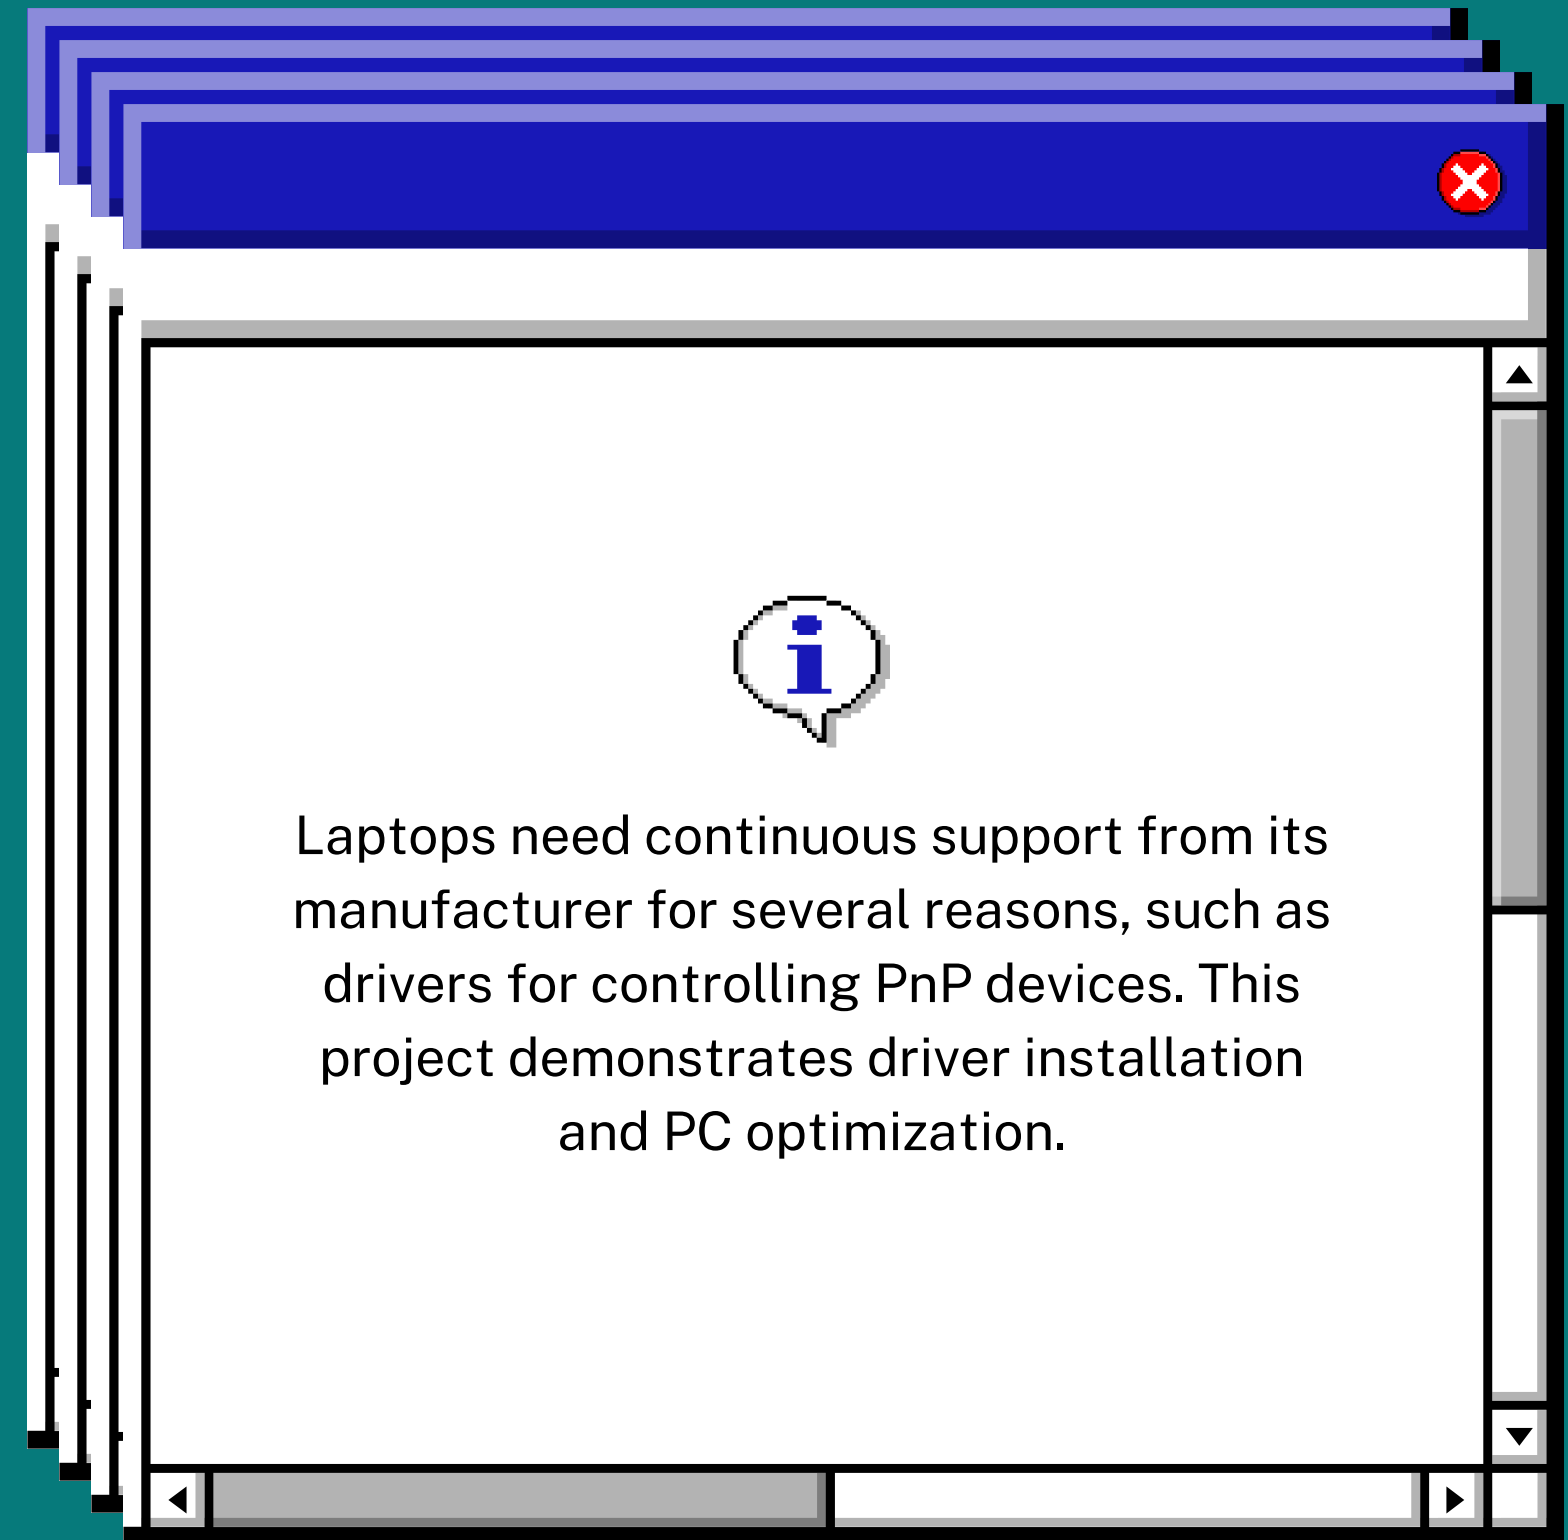 i
Laptops need continuous support from its
manufacturer for several reasons, such as
drivers for controlling PnP devices. This
project demonstrates driver installation
and PC optimization.